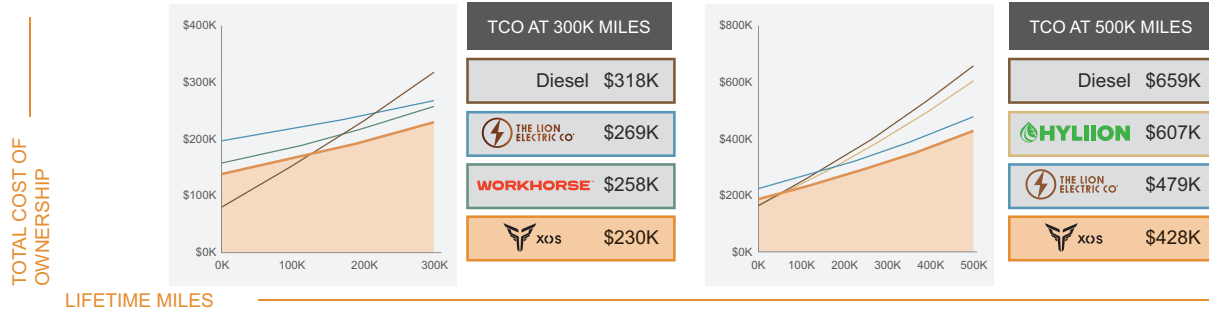 TOTAL COST OF
OWNERSHIP
$400K
$300K
$200K
$100K
$0K
0K
100K
200K
300K
TCO AT 300K MILES
Diesel $318K
THE LION
ELECTRIC CO
$269K
WORKHORSE™ $258K
XOS $230K
$800K
$600K
$400K
$200K
$0K
0K
100K
200K
300K
400K
500K
TCO AT 500K MILES
Diesel $659K
HYLIION $607K
THE LION
ELECTRIC CO
$479K
XOS $428K
LIFETIME MILES